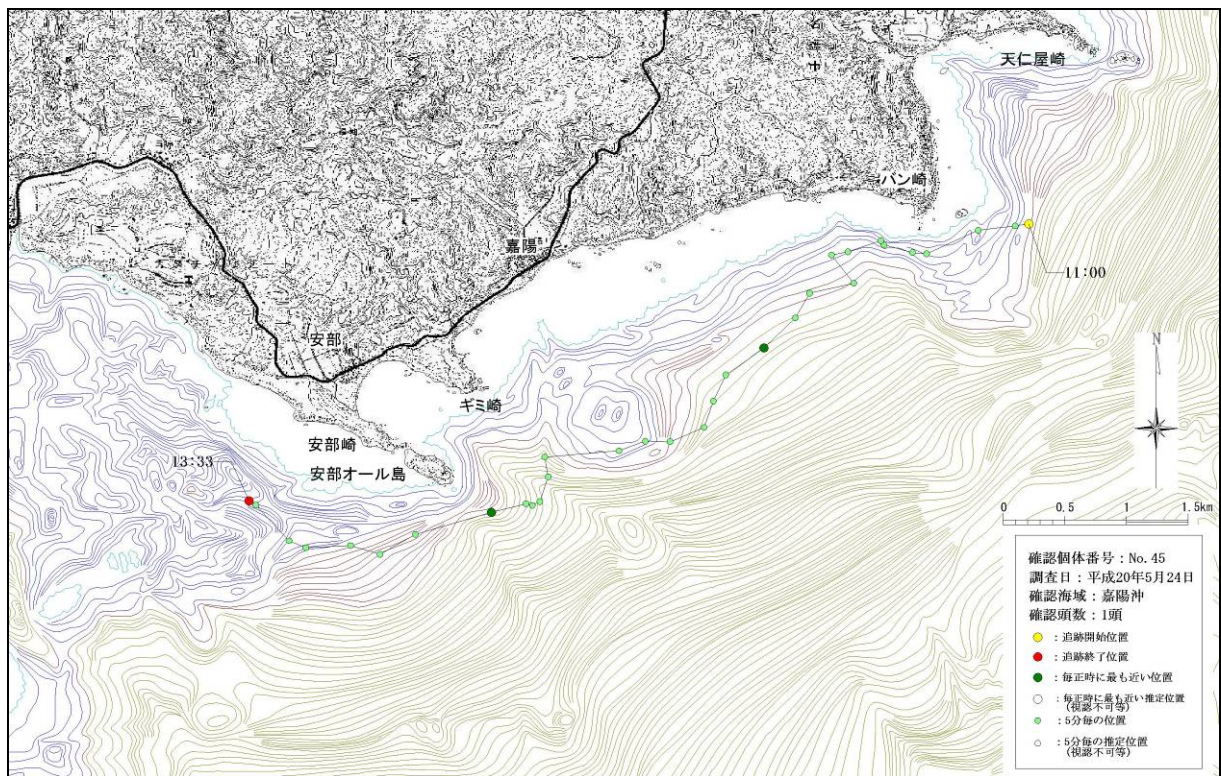 天仁屋崎
バン崎
嘉陽
11:00
安部
ギミ崎
安部崎
13:33
安部オール島
N
0 0.5 1 1.5km
確認個体番号：No.45
調査日：平成20年5月24日
確認海域：嘉陽沖
確認頭数：1頭
：追跡開始位置
：追跡終了位置
：毎正時に最も近い位置
：毎正時に最も近い推定位置
(視認不可等)
：5分毎の位置
：5分毎の推定位置
(視認不可等)